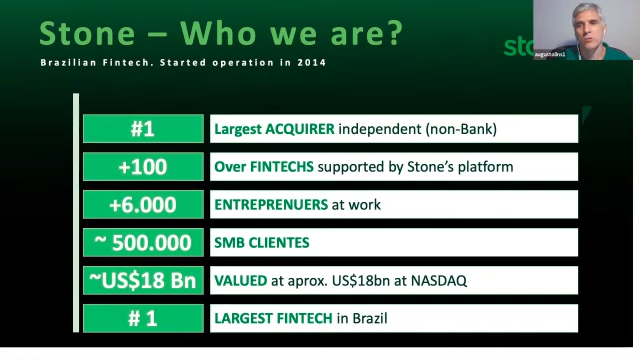 Stone – Who we are?
Brazilian Fintech. Started operation in 2014
#1 Largest ACQUIRER independent (non-Bank)
+100 Over FINTECHS supported by Stone's platform
+6.000 ENTREPRENUERS at work
~ 500.000 SMB CLIENTES
~US$18 Bn VALUED at aprox. US$18bn at NASDAQ
# 1 LARGEST FINTECH in Brazil